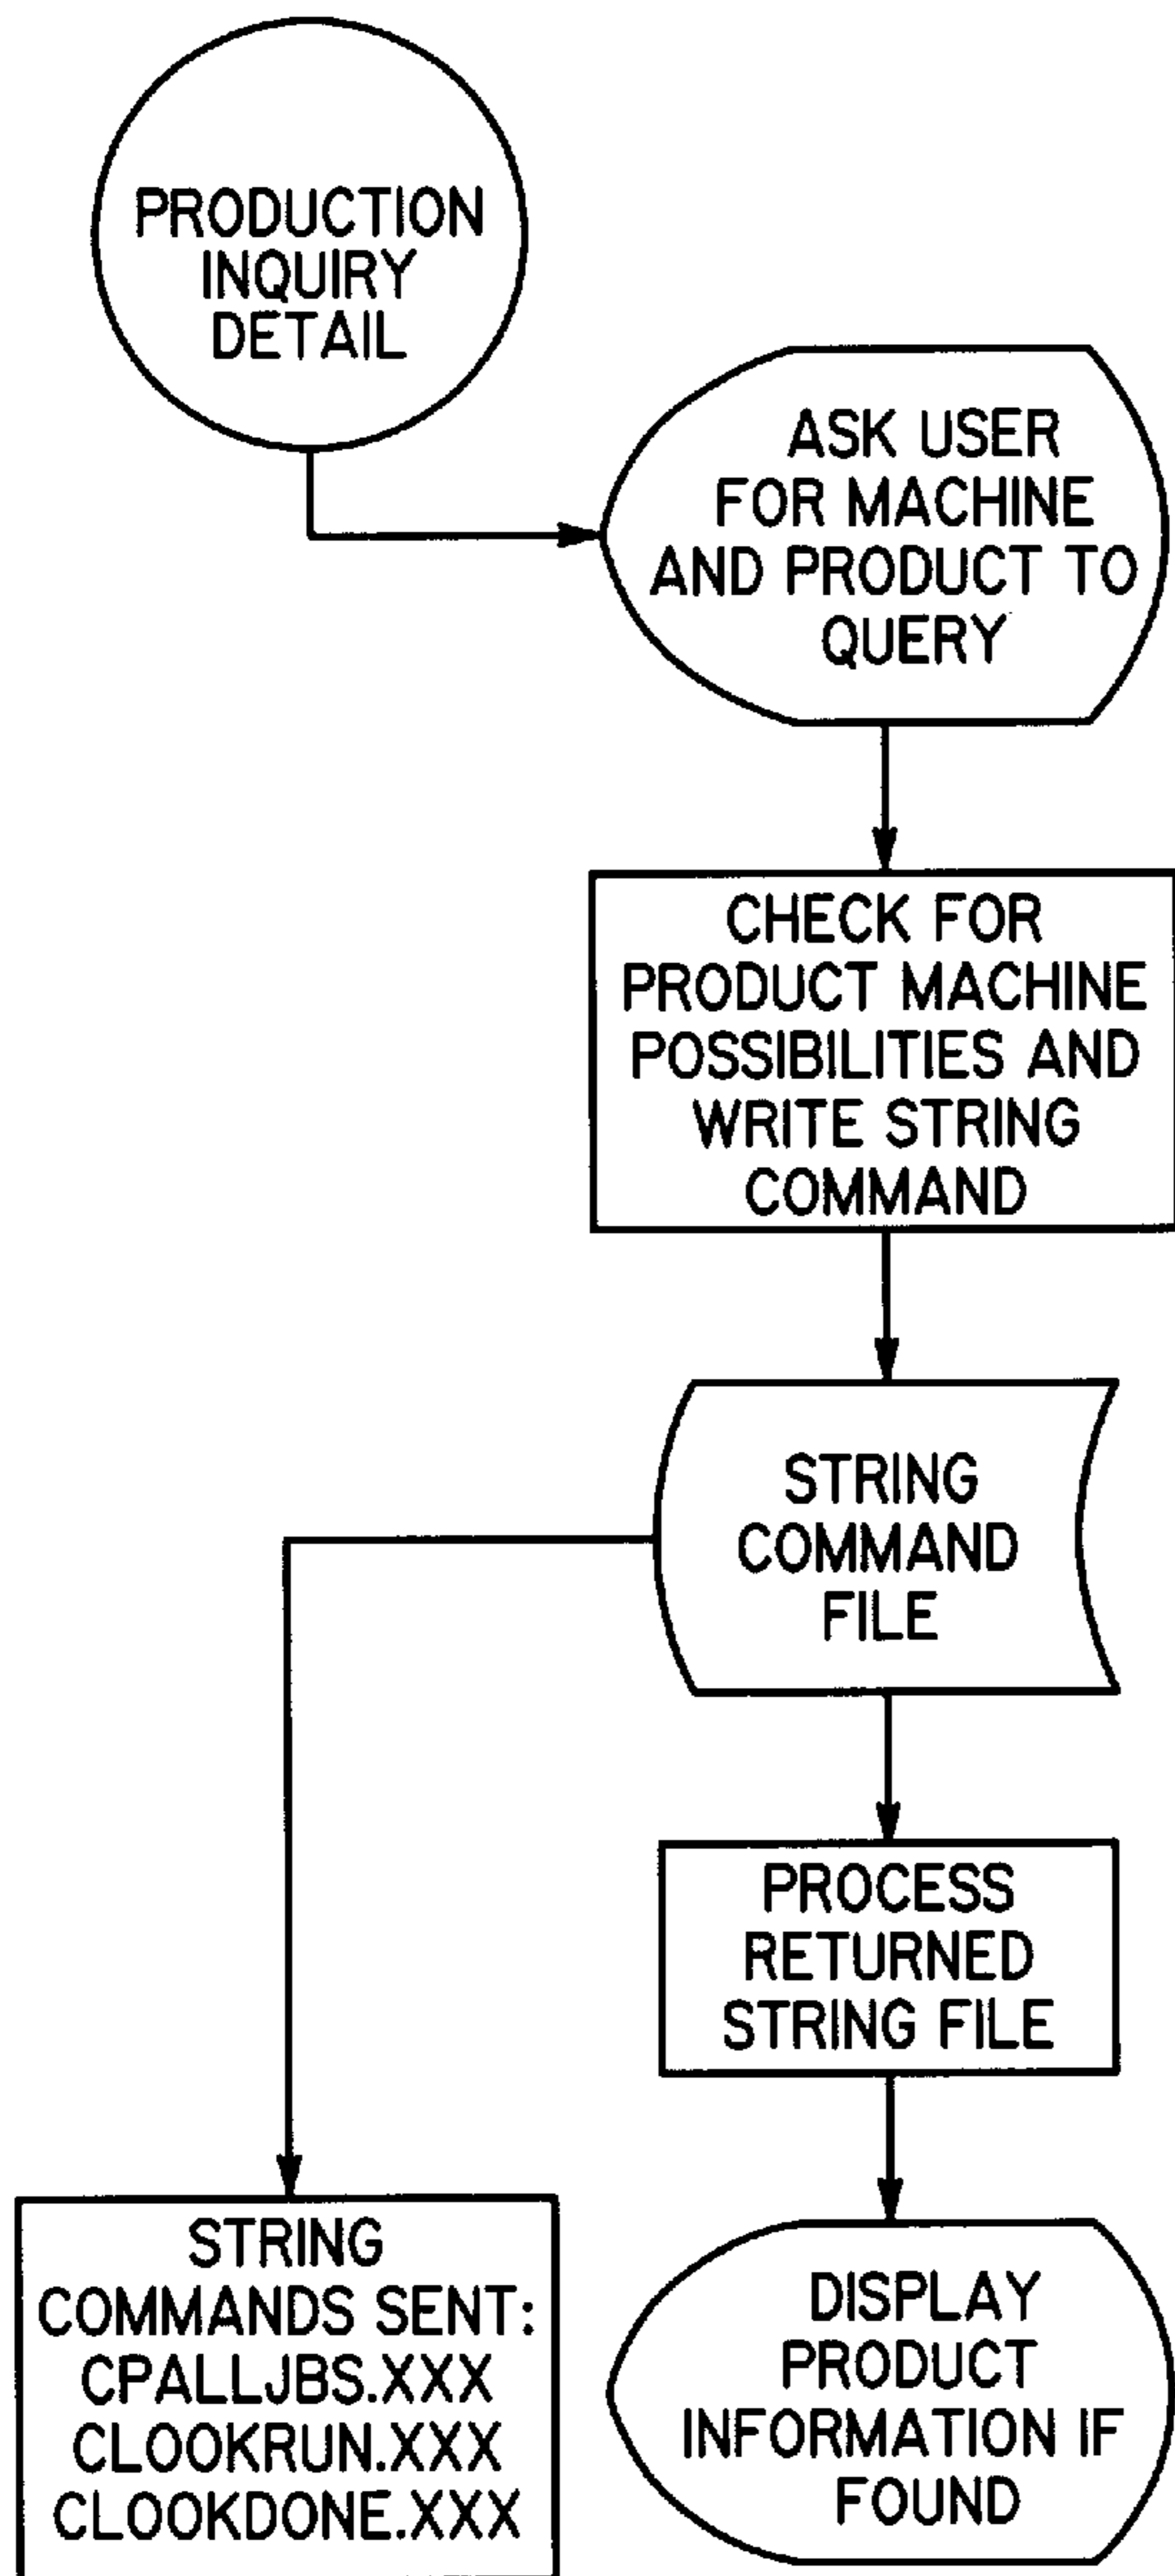 PRODUCTION
INQUIRY
DETAIL
ASK USER
FOR MACHINE
AND PRODUCT TO
QUERY
CHECK FOR
PRODUCT MACHINE
POSSIBILITIES AND
WRITE STRING
COMMAND
STRING
COMMAND
FILE
PROCESS
RETURNED
STRING FILE
STRING
COMMANDS SENT:
CPALLJBS.XXX
CLOOKRUN.XXX
CLOOKDONE.XXX
DISPLAY
PRODUCT
INFORMATION IF
FOUND